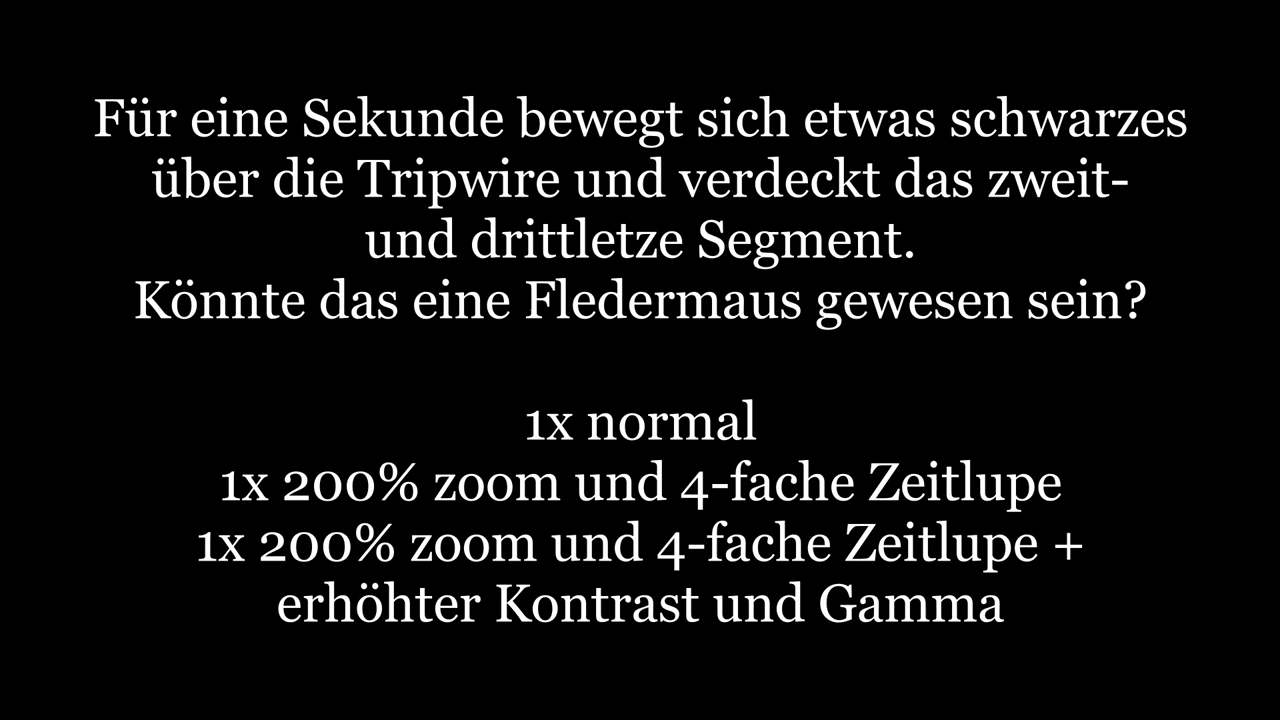 Für eine Sekunde bewegt sich etwas schwarzes
über die Tripwire und verdeckt das zweit-
und drittletze Segment.
Könnte das eine Fledermaus gewesen sein?
1x normal
1x 200% zoom und 4-fache Zeitlupe
1x 200% zoom und 4-fache Zeitlupe +
erhöhter Kontrast und Gamma